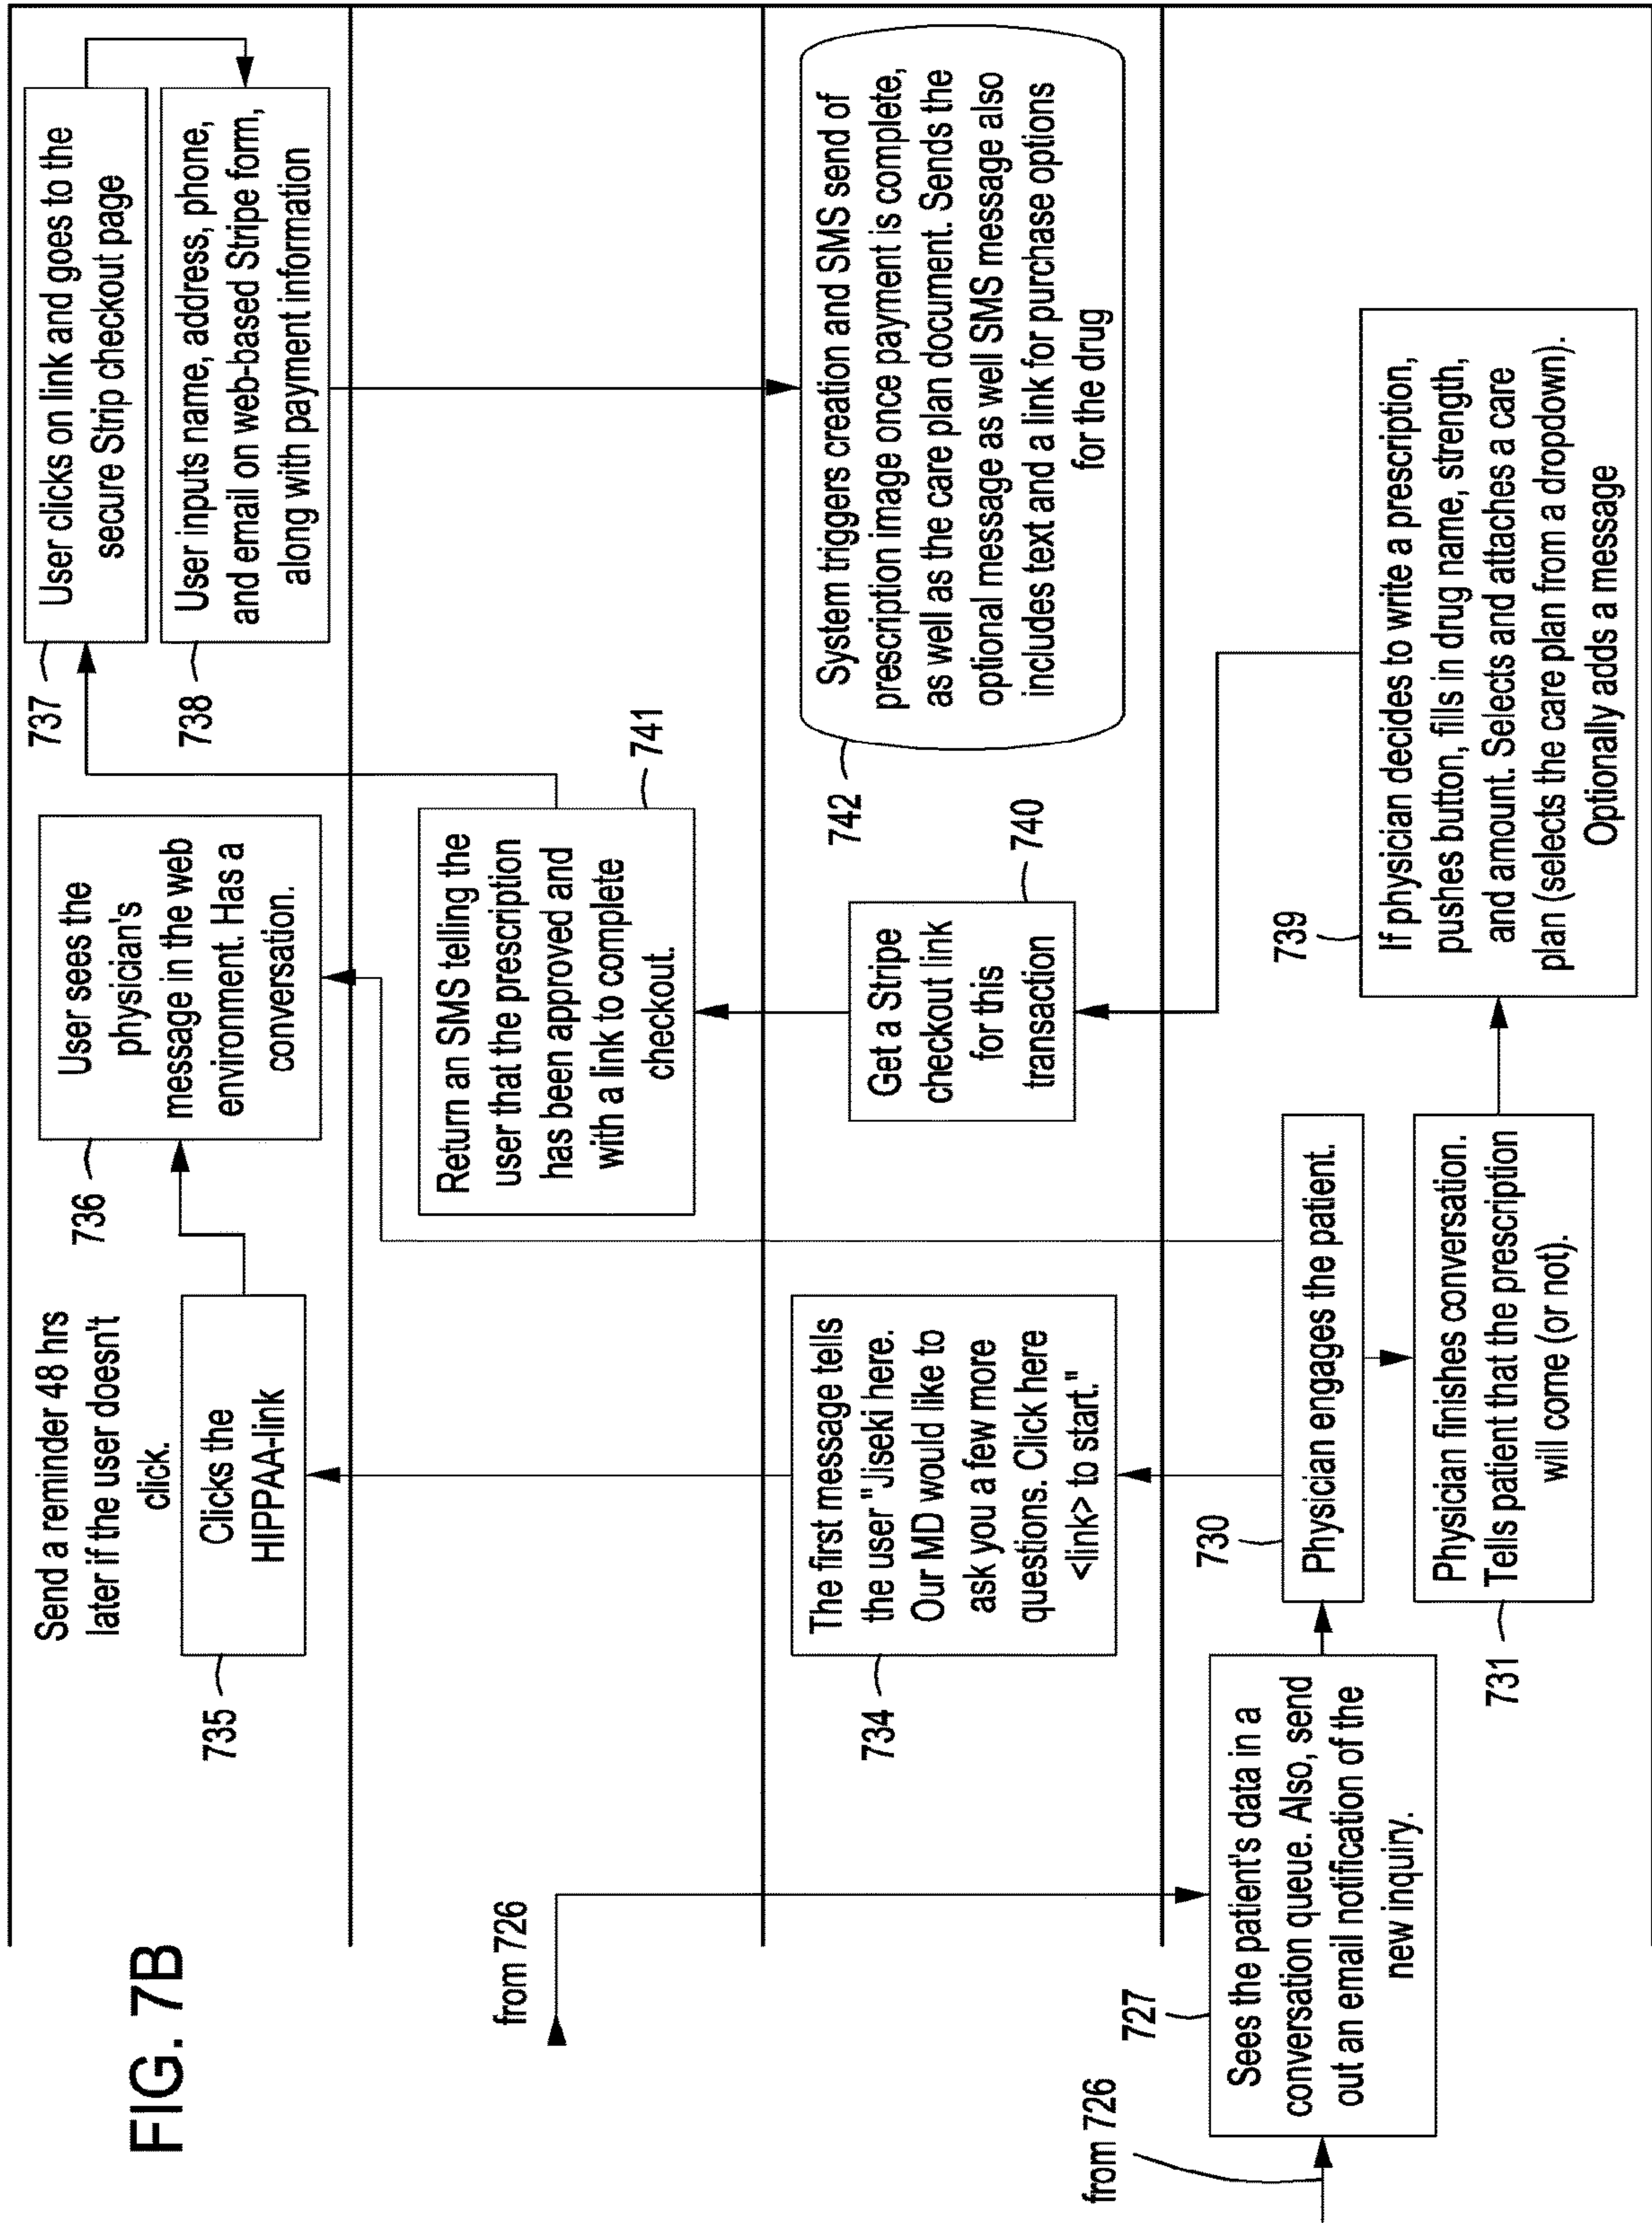 FIG. 7B
Send a reminder 48 hrs
later if the user doesn't
click.
735
Clicks the
HIPPAA-link
736
User sees the
physician's
message in the web
environment. Has a
conversation.
737
User clicks on link and goes to the
secure Strip checkout page
738
User inputs name, address, phone,
and email on web-based Stripe form,
along with payment information
from 726
Return an SMS telling the
user that the prescription
has been approved and
with a link to complete
checkout.
741
734
The first message tells
the user "Jiseki here.
Our MD would like to
ask you a few more
questions. Click here
<link> to start."
Get a Stripe
checkout link
for this
transaction
740
742
System triggers creation and SMS send of
prescription image once payment is complete,
as well as the care plan document. Sends the
optional message as well SMS message also
includes text and a link for purchase options
for the drug
from 726
727
Sees the patient's data in a
conversation queue. Also, send
out an email notification of the
new inquiry.
730
Physician engages the patient.
731
Physician finishes conversation.
Tells patient that the prescription
will come (or not).
739
If physician decides to write a prescription,
pushes button, fills in drug name, strength,
and amount. Selects and attaches a care
plan (selects the care plan from a dropdown).
Optionally adds a message